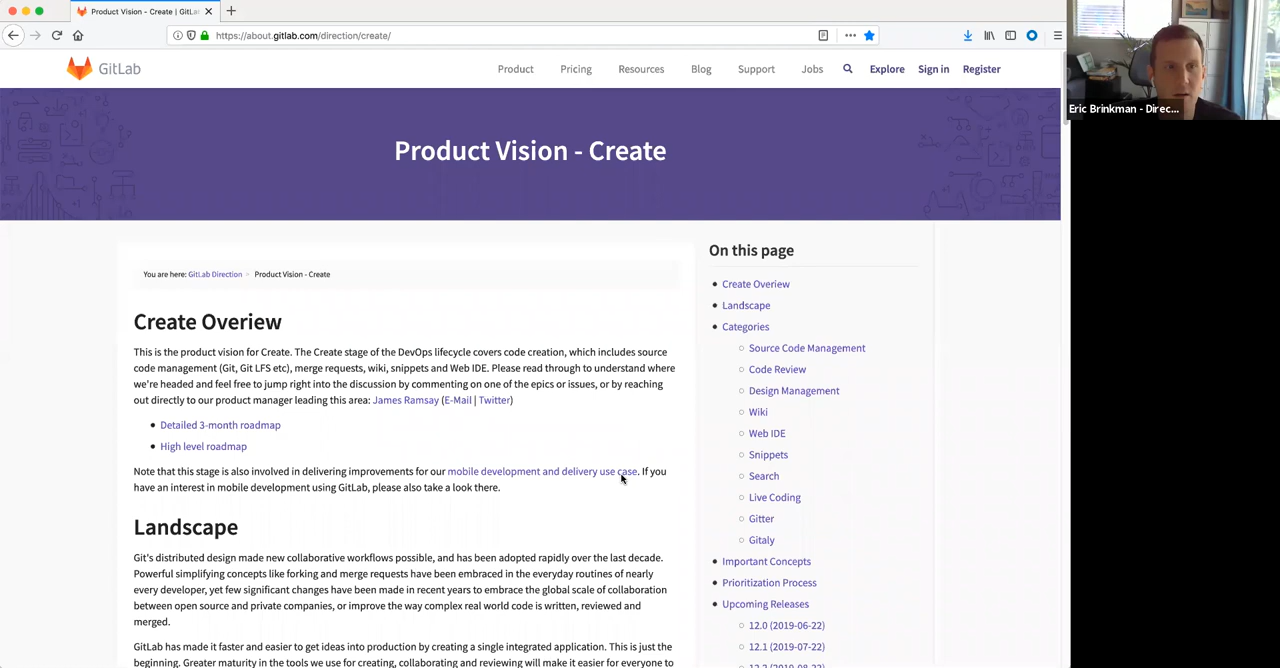 Product Vision - Create | GitLa
https://about.gitlab.com/direction/create/
GitLab
Product
Pricing
Resources
Blog
Support
Jobs
Explore
Sign in
Register
Eric Brinkman - Direc...
Product Vision - Create
You are here: GitLab Direction
Product Vision - Create
Create Overiew
This is the product vision for Create. The Create stage of the DevOps lifecycle covers code creation, which includes source
code management (Git, Git LFS etc), merge requests, wiki, snippets and Web IDE. Please read through to understand where
we're headed and feel free to jump right into the discussion by commenting on one of the epics or issues, or by reaching
out directly to our product manager leading this area: James Ramsay (E-Mail | Twitter)
Detailed 3-month roadmap
High level roadmap
Note that this stage is also involved in delivering improvements for our mobile development and delivery use case. If you
have an interest in mobile development using GitLab, please also take a look there.
Landscape
Git's distributed design made new collaborative workflows possible, and has been adopted rapidly over the last decade.
Powerful simplifying concepts like forking and merge requests have been embraced in the everyday routines of nearly
every developer, yet few significant changes have been made in recent years to embrace the global scale of collaboration
between open source and private companies, or improve the way complex real world code is written, reviewed and
merged.
GitLab has made it faster and easier to get ideas into production by creating a single integrated application. This is just the
beginning. Greater maturity in the tools we use for creating, collaborating and reviewing will make it easier for everyone to
On this page
Create Overiew
Landscape
Categories
Source Code Management
Code Review
Design Management
Wiki
Web IDE
Snippets
Search
Live Coding
Gitter
Gitaly
Important Concepts
Prioritization Process
Upcoming Releases
12.0 (2019-06-22)
12.1 (2019-07-22)
12.2 (2019-08-22)